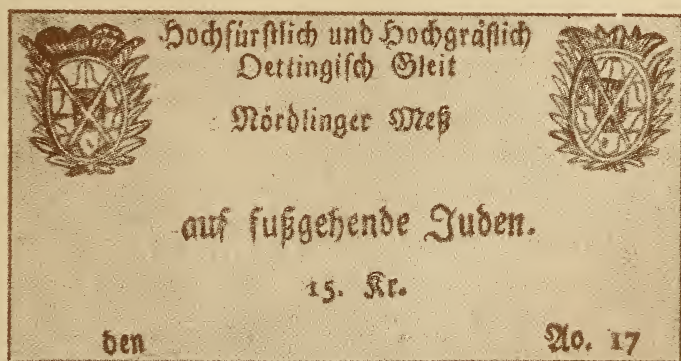 Hochfürstlich und Hochgräflich
Oettingisch Gleit
Nördlinger Meß
auf fußgehende Juden.
15. Kr.
den Ao. 17